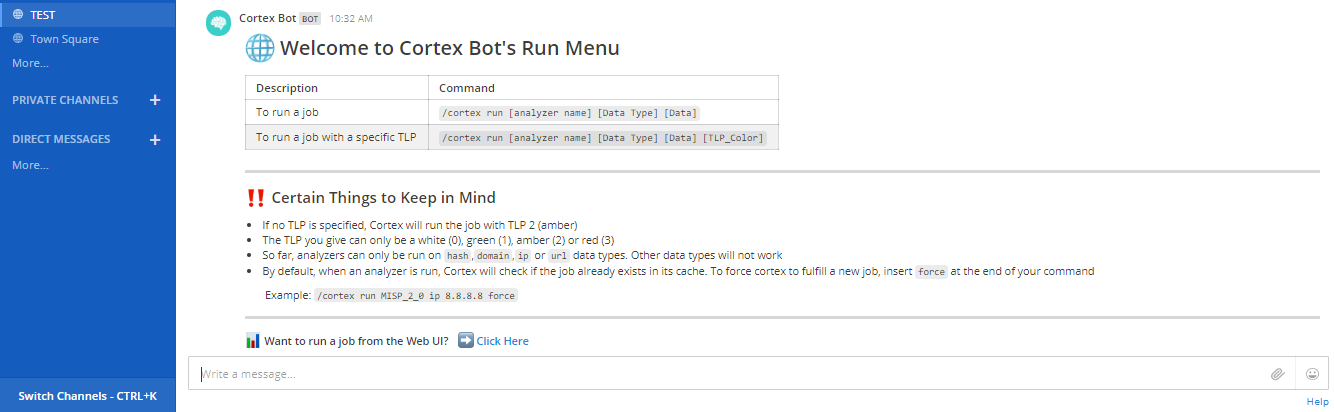 TEST
Town Square
More...
PRIVATE CHANNELS +
DIRECT MESSAGES +
More...
Switch Channels - CTRL+K
Cortex Bot BOT 10:32 AM
Welcome to Cortex Bot's Run Menu
Description Command
To run a job /cortex run [analyzer name] [Data Type] [Data]
To run a job with a specific TLP /cortex run [analyzer name] [Data Type] [Data] [TLP_Color]
!! Certain Things to Keep in Mind
• If no TLP is specified, Cortex will run the job with TLP 2 (amber)
• The TLP you give can only be a white (0), green (1), amber (2) or red (3)
• So far, analyzers can only be run on hash, domain, ip or url data types. Other data types will not work
• By default, when an analyzer is run, Cortex will check if the job already exists in its cache. To force cortex to fulfill a new job, insert force at the end of your command
Example: /cortex run MISP_2_0 ip 8.8.8.8 force
Want to run a job from the Web UI? Click Here
Write a message...
Help